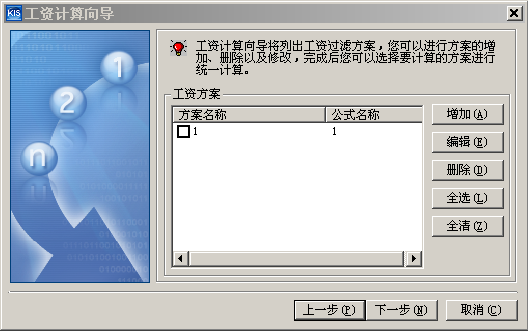 KIS 工资计算向导
工资计算向导将列出工资过滤方案，您可以进行方案的增
加、删除以及修改，完成后您可以选择要计算的方案进行
统一计算。
工资方案
方案名称 公式名称
1 1
增加(A)
编辑(E)
删除(D)
全选(L)
全清(Z)
1
2
n
上一步(P) 下一步(N) 取消(C)